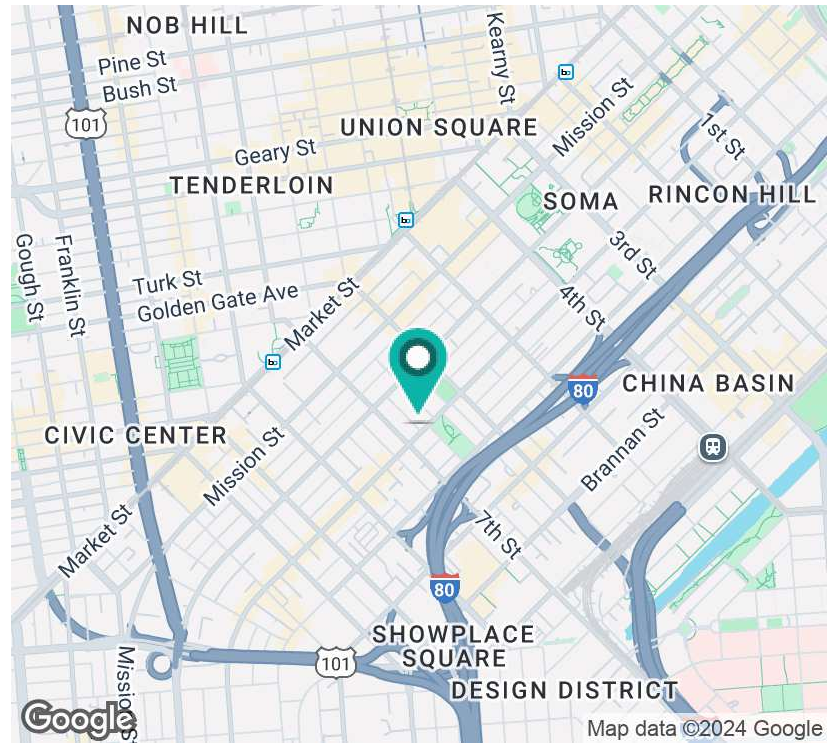 NOB HILL
Pine St
Bush St
Kearny St
101
UNION SQUARE
Mission St
1st St
Geary St
TENDERLOIN
SOMA
RINCON HILL
3rd St
Gough St
Franklin St
Turk St
Golden Gate Ave
Market St
4th St
80
CHINA BASIN
CIVIC CENTER
Mission St
Brannan St
Market St
7th St
80
SHOWPLACE
SQUARE
101
DESIGN DISTRICT
Mission St
Google
Map data ©2024 Google